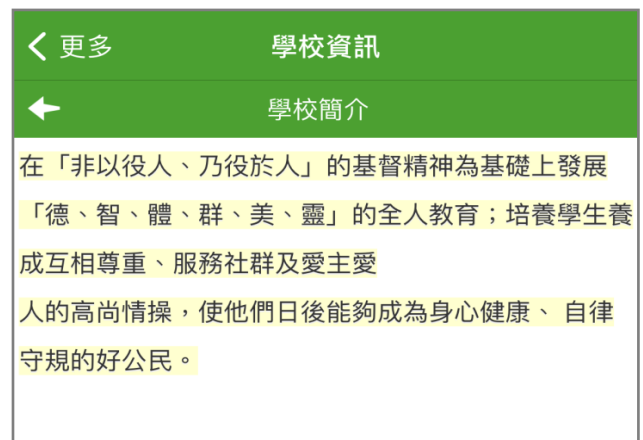 更多
學校資訊
學校簡介
在「非以役人、乃役於人」的基督精神為基礎上發展
「德、智、體、群、美、靈」的全人教育；培養學生養
成互相尊重、服務社群及愛主愛
人的高尚情操，使他們日後能夠成為身心健康、 自律
守規的好公民。